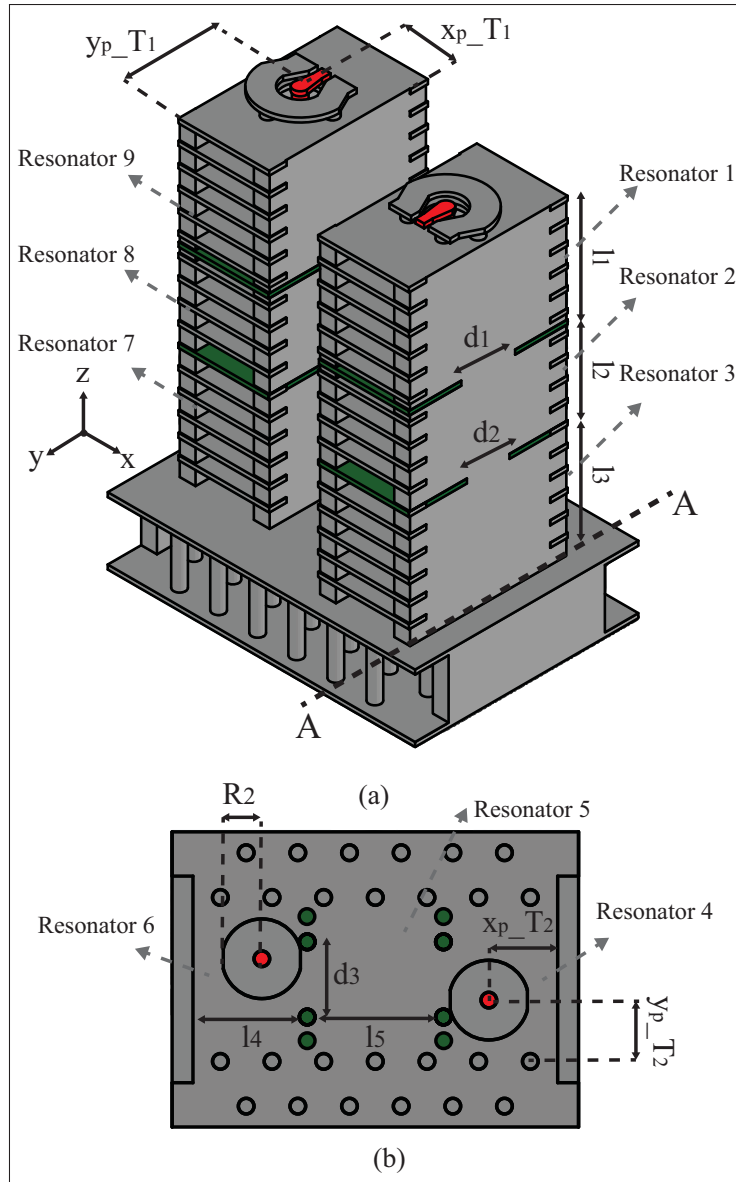 yp_T1
xp_T1
Resonator 9
Resonator 1
Resonator 8
l1
Resonator 2
Resonator 7
d1
l2
Resonator 3
z
y
x
d2
l3
A
A
(a)
R2
Resonator 5
Resonator 6
xp_T2
Resonator 4
d3
l4
l5
yp_T2
(b)